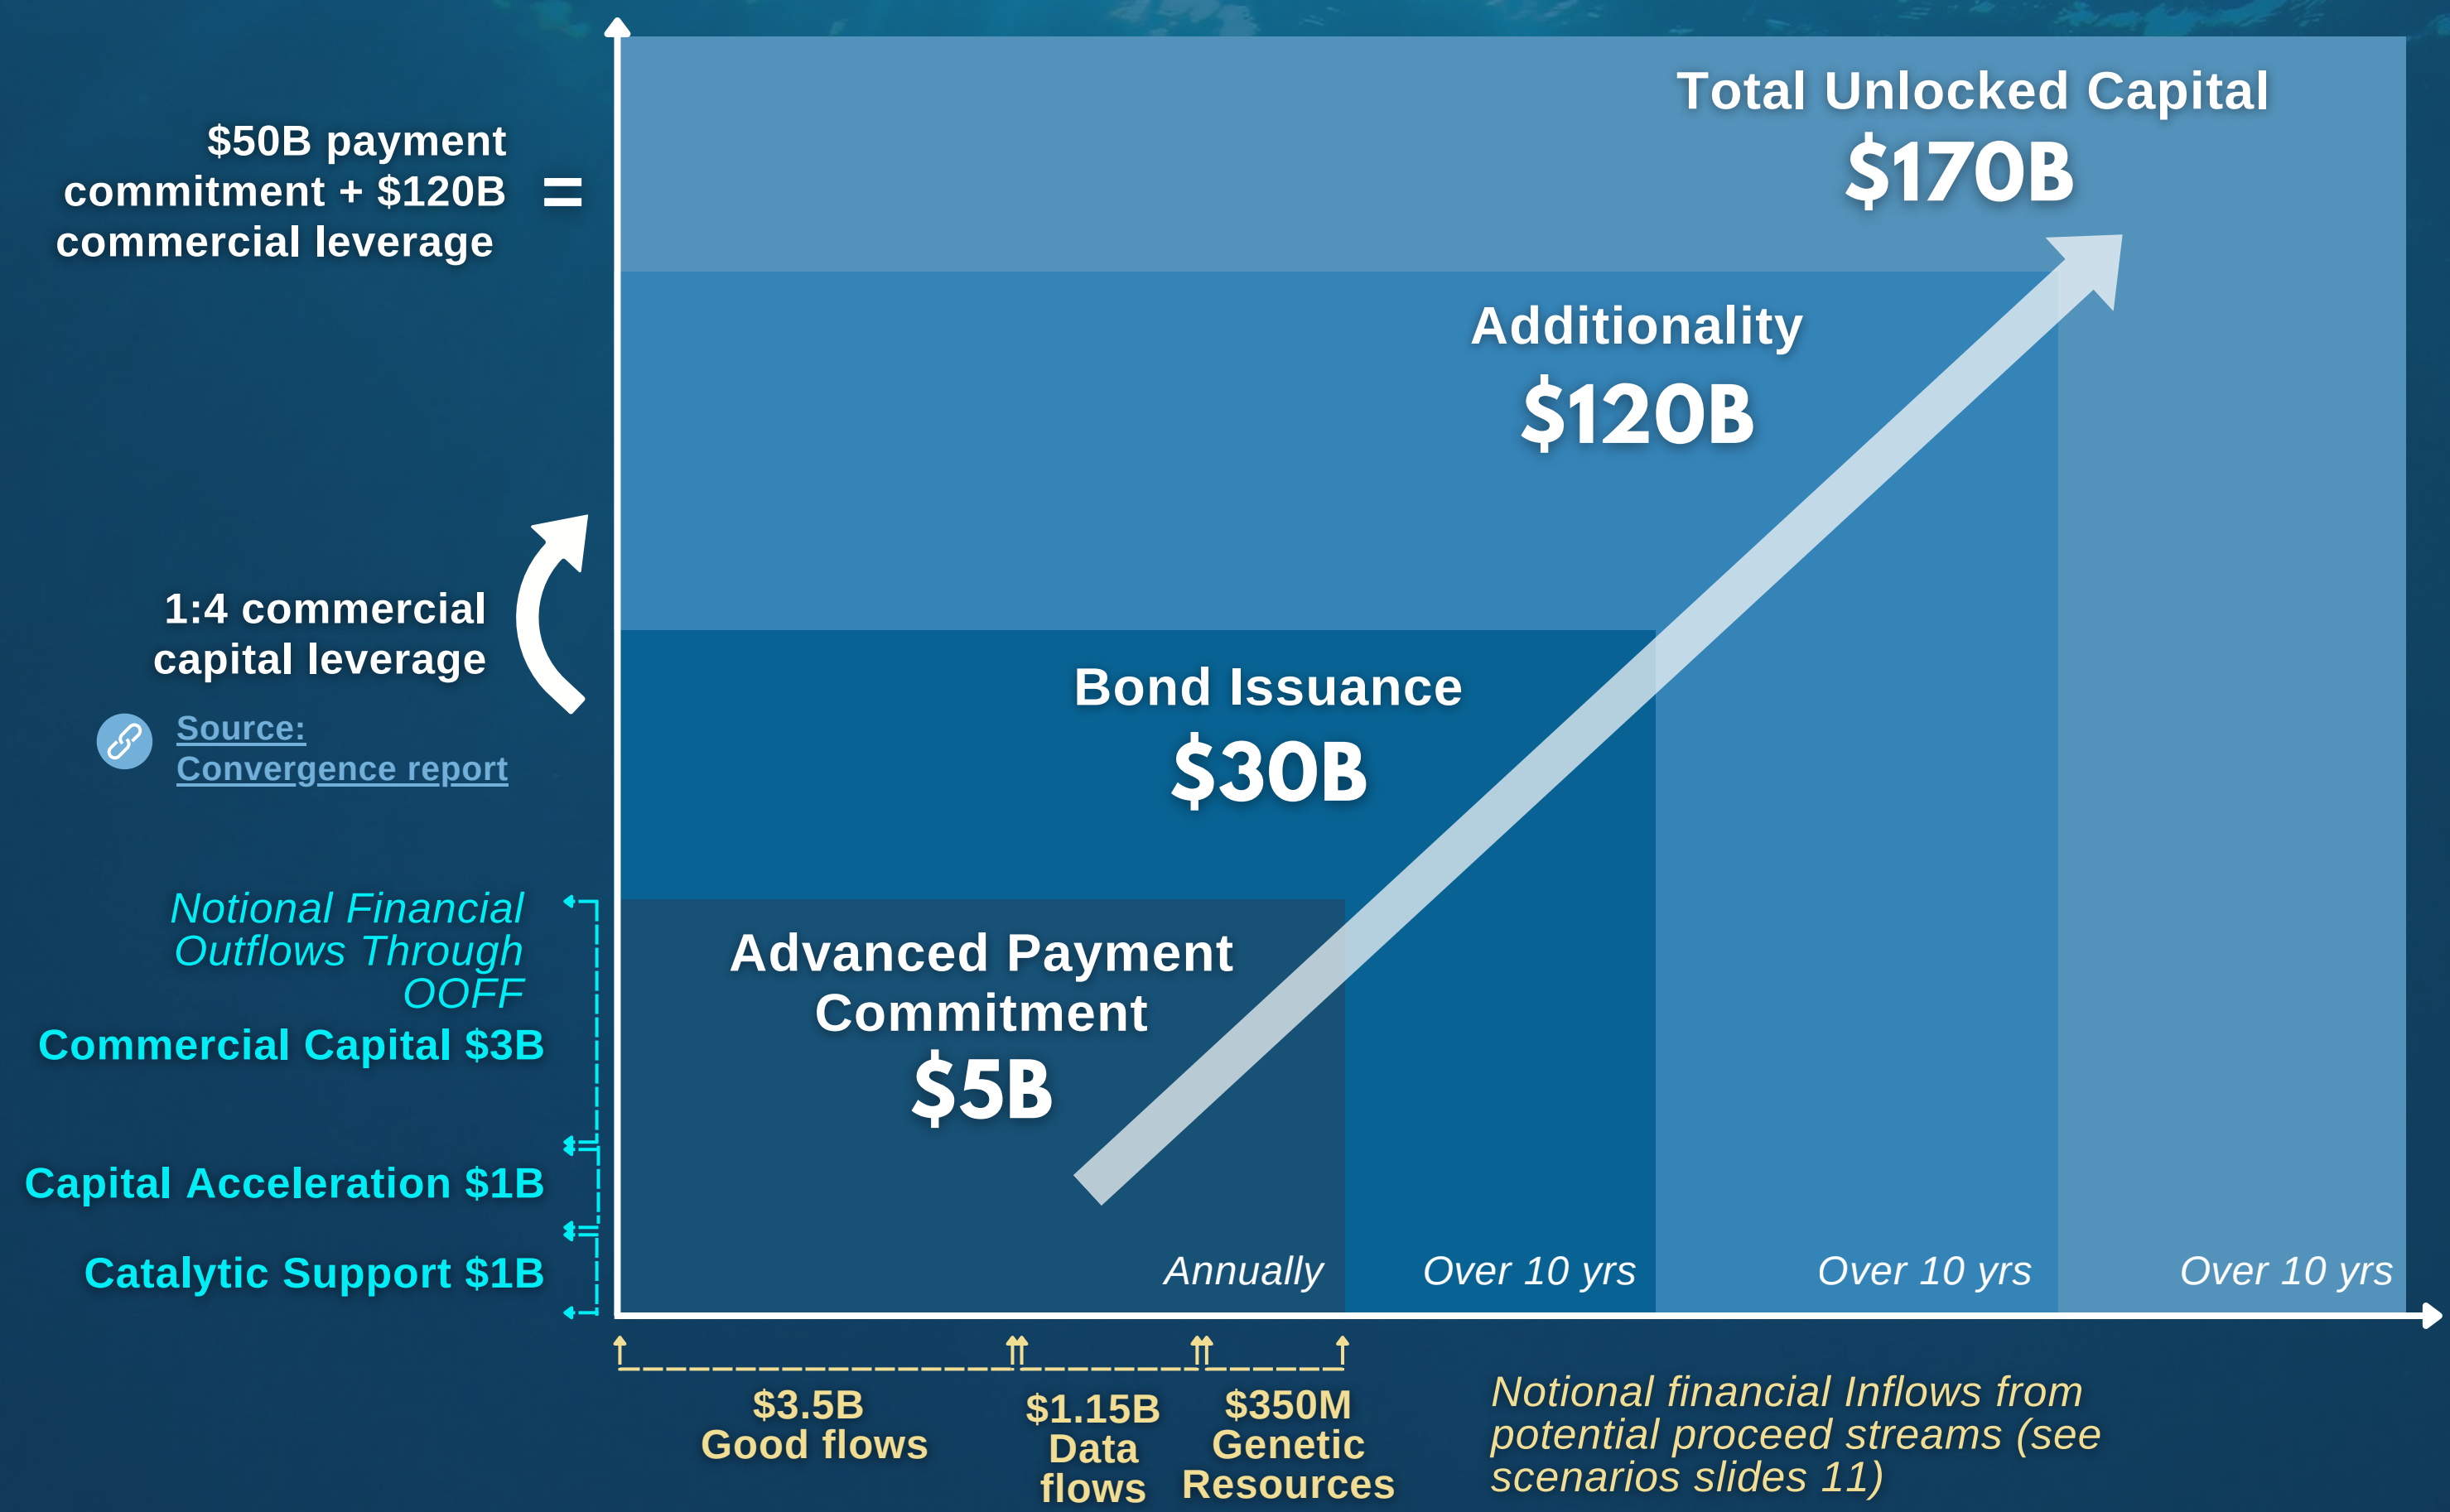 $50B payment
commitment + $120B
commercial leverage
=
Total Unlocked Capital
$170B
Additionality
$120B
1:4 commercial
capital leverage
Source:
Convergence report
Bond Issuance
$30B
Notional Financial
Outflows Through
OOFF
Commercial Capital $3B
Capital Acceleration $1B
Catalytic Support $1B
Advanced Payment
Commitment
$5B
Annually
Over 10 yrs
Over 10 yrs
Over 10 yrs
$3.5B
Good flows
$1.15B
Data
flows
$350M
Genetic
Resources
Notional financial Inflows from
potential proceed streams (see
scenarios slides 11)